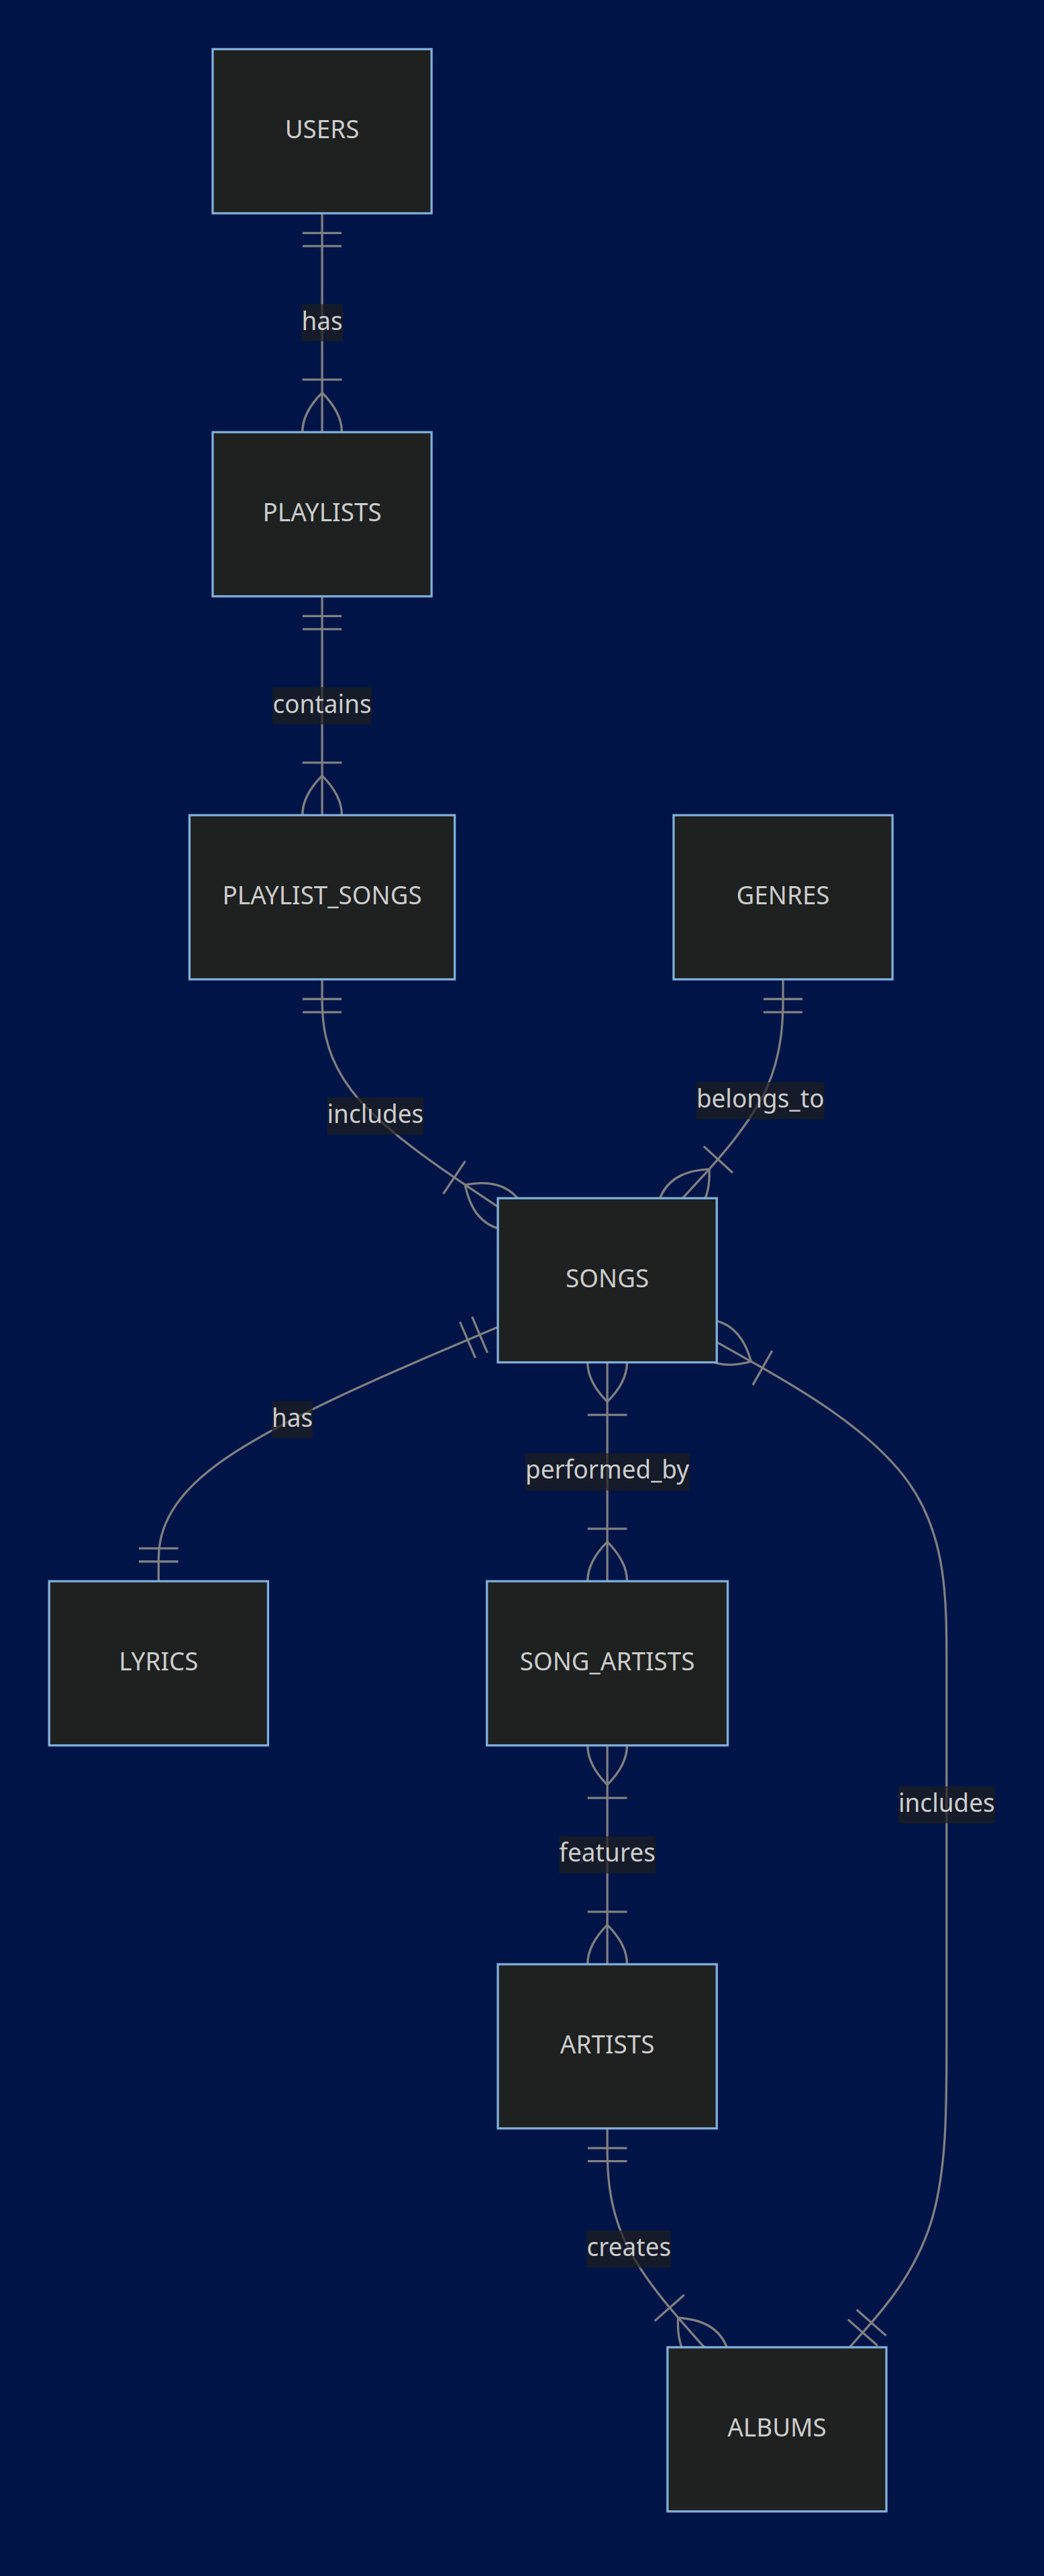 USERS
has
PLAYLISTS
contains
PLAYLIST_SONGS
GENRES
belongs_to
includes
SONGS
has
performed_by
LYRICS
SONG_ARTISTS
includes
features
ARTISTS
creates
ALBUMS